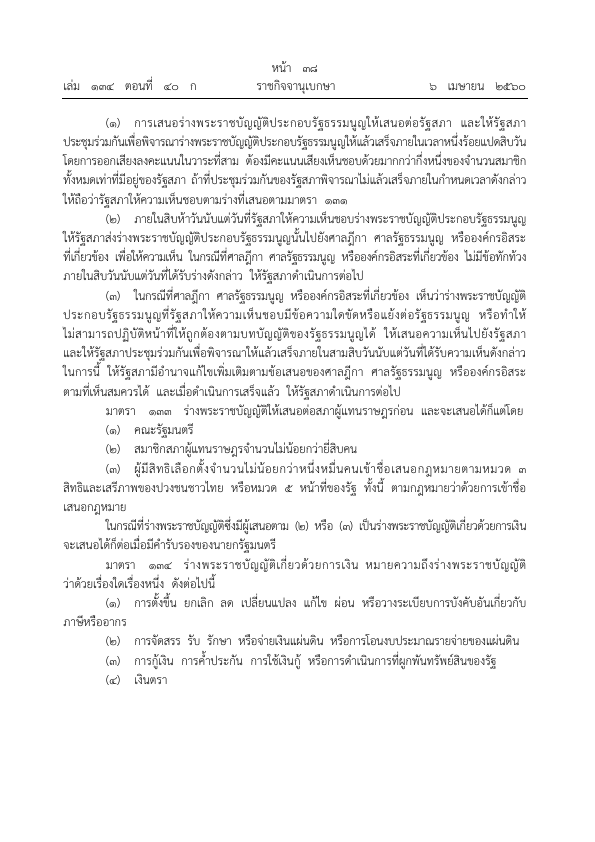 หน้า ๓๘
เล่ม ๑๓๔ ตอนที่ ๔๐ ก ราชกิจจานุเบกษา ๖ เมษายน ๒๕๖๐
(๑) การเสนอร่างพระราชบัญญัติประกอบรัฐธรรมนูญให้เสนอต่อรัฐสภา และให้รัฐสภา
ประชุมร่วมกันเพื่อพิจารณาร่างพระราชบัญญัติประกอบรัฐธรรมนูญให้แล้วเสร็จภายในเวลาหนึ่งร้อยแปดสิบวัน
โดยการออกเสียงลงคะแนนในวาระที่สาม ต้องมีคะแนนเสียงเห็นชอบด้วยมากกว่ากึ่งหนึ่งของจำนวนสมาชิก
ทั้งหมดเท่าที่มีอยู่ของรัฐสภา ถ้าที่ประชุมร่วมกันของรัฐสภาพิจารณาไม่แล้วเสร็จภายในกำหนดเวลาดังกล่าว
ให้ถือว่ารัฐสภาให้ความเห็นชอบตามร่างที่เสนอตามมาตรา ๑๓๑
(๒) ภายในสิบห้าวันนับแต่วันที่รัฐสภาให้ความเห็นชอบร่างพระราชบัญญัติประกอบรัฐธรรมนูญ
ให้รัฐสภาส่งร่างพระราชบัญญัติประกอบรัฐธรรมนูญนั้นไปยังศาลฎีกา ศาลรัฐธรรมนูญ หรือองค์กรอิสระ
ที่เกี่ยวข้อง เพื่อให้ความเห็น ในกรณีที่ศาลฎีกา ศาลรัฐธรรมนูญ หรือองค์กรอิสระที่เกี่ยวข้อง ไม่มีข้อทักท้วง
ภายในสิบวันนับแต่วันที่ได้รับร่างดังกล่าว ให้รัฐสภาดำเนินการต่อไป
(๓) ในกรณีที่ศาลฎีกา ศาลรัฐธรรมนูญ หรือองค์กรอิสระที่เกี่ยวข้อง เห็นว่าร่างพระราชบัญญัติ
ประกอบรัฐธรรมนูญที่รัฐสภาให้ความเห็นชอบมีข้อความใดขัดหรือแย้งต่อรัฐธรรมนูญ หรือทำให้
ไม่สามารถปฏิบัติหน้าที่ให้ถูกต้องตามบทบัญญัติของรัฐธรรมนูญได้ ให้เสนอความเห็นไปยังรัฐสภา
และให้รัฐสภาประชุมร่วมกันเพื่อพิจารณาให้แล้วเสร็จภายในสามสิบวันนับแต่วันที่ได้รับความเห็นดังกล่าว
ในการนี้ ให้รัฐสภามีอำนาจแก้ไขเพิ่มเติมตามข้อเสนอของศาลฎีกา ศาลรัฐธรรมนูญ หรือองค์กรอิสระ
ตามที่เห็นสมควรได้ และเมื่อดำเนินการเสร็จแล้ว ให้รัฐสภาดำเนินการต่อไป
มาตรา ๑๓๓ ร่างพระราชบัญญัติให้เสนอต่อสภาผู้แทนราษฎรก่อน และจะเสนอได้ก็แต่โดย
(๑) คณะรัฐมนตรี
(๒) สมาชิกสภาผู้แทนราษฎรจำนวนไม่น้อยกว่ายี่สิบคน
(๓) ผู้มีสิทธิเลือกตั้งจำนวนไม่น้อยกว่าหนึ่งหมื่นคนเข้าชื่อเสนอกฎหมายตามหมวด ๓
สิทธิและเสรีภาพของปวงชนชาวไทย หรือหมวด ๕ หน้าที่ของรัฐ ทั้งนี้ ตามกฎหมายว่าด้วยการเข้าชื่อ
เสนอกฎหมาย
ในกรณีที่ร่างพระราชบัญญัติซึ่งมีผู้เสนอตาม (๒) หรือ (๓) เป็นร่างพระราชบัญญัติเกี่ยวด้วยการเงิน
จะเสนอได้ก็ต่อเมื่อมีคำรับรองของนายกรัฐมนตรี
มาตรา ๑๓๔ ร่างพระราชบัญญัติเกี่ยวด้วยการเงิน หมายความถึงร่างพระราชบัญญัติ
ว่าด้วยเรื่องใดเรื่องหนึ่ง ดังต่อไปนี้
(๑) การตั้งขึ้น ยกเลิก ลด เปลี่ยนแปลง แก้ไข ผ่อน หรือวางระเบียบการบังคับอันเกี่ยวกับ
ภาษีหรืออากร
(๒) การจัดสรร รับ รักษา หรือจ่ายเงินแผ่นดิน หรือการโอนงบประมาณรายจ่ายของแผ่นดิน
(๓) การกู้เงิน การค้ำประกัน การใช้เงินกู้ หรือการดำเนินการที่ผูกพันทรัพย์สินของรัฐ
(๔) เงินตรา